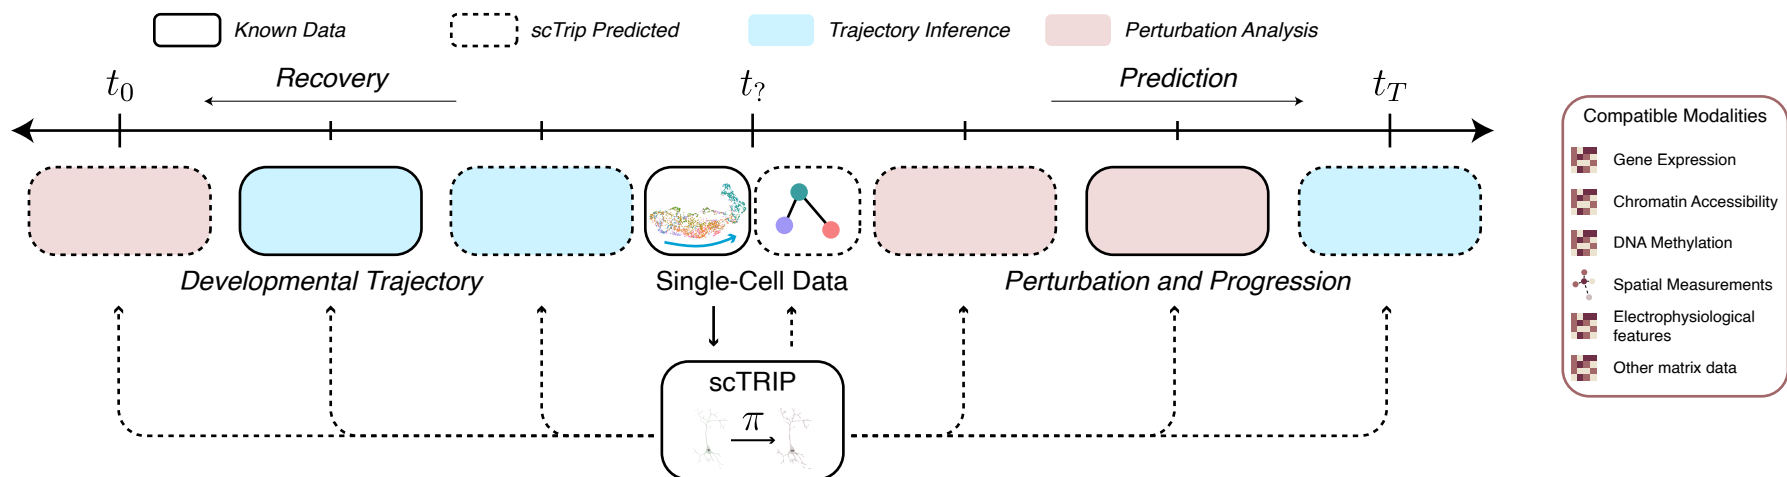 Known Data
scTrip Predicted
Trajectory Inference
Perturbation Analysis
t₀
Recovery
t?
Prediction
t_T
Developmental Trajectory
Single-Cell Data
Perturbation and Progression
scTRIP
π
Compatible Modalities
Gene Expression
Chromatin Accessibility
DNA Methylation
Spatial Measurements
Electrophysiological
features
Other matrix data